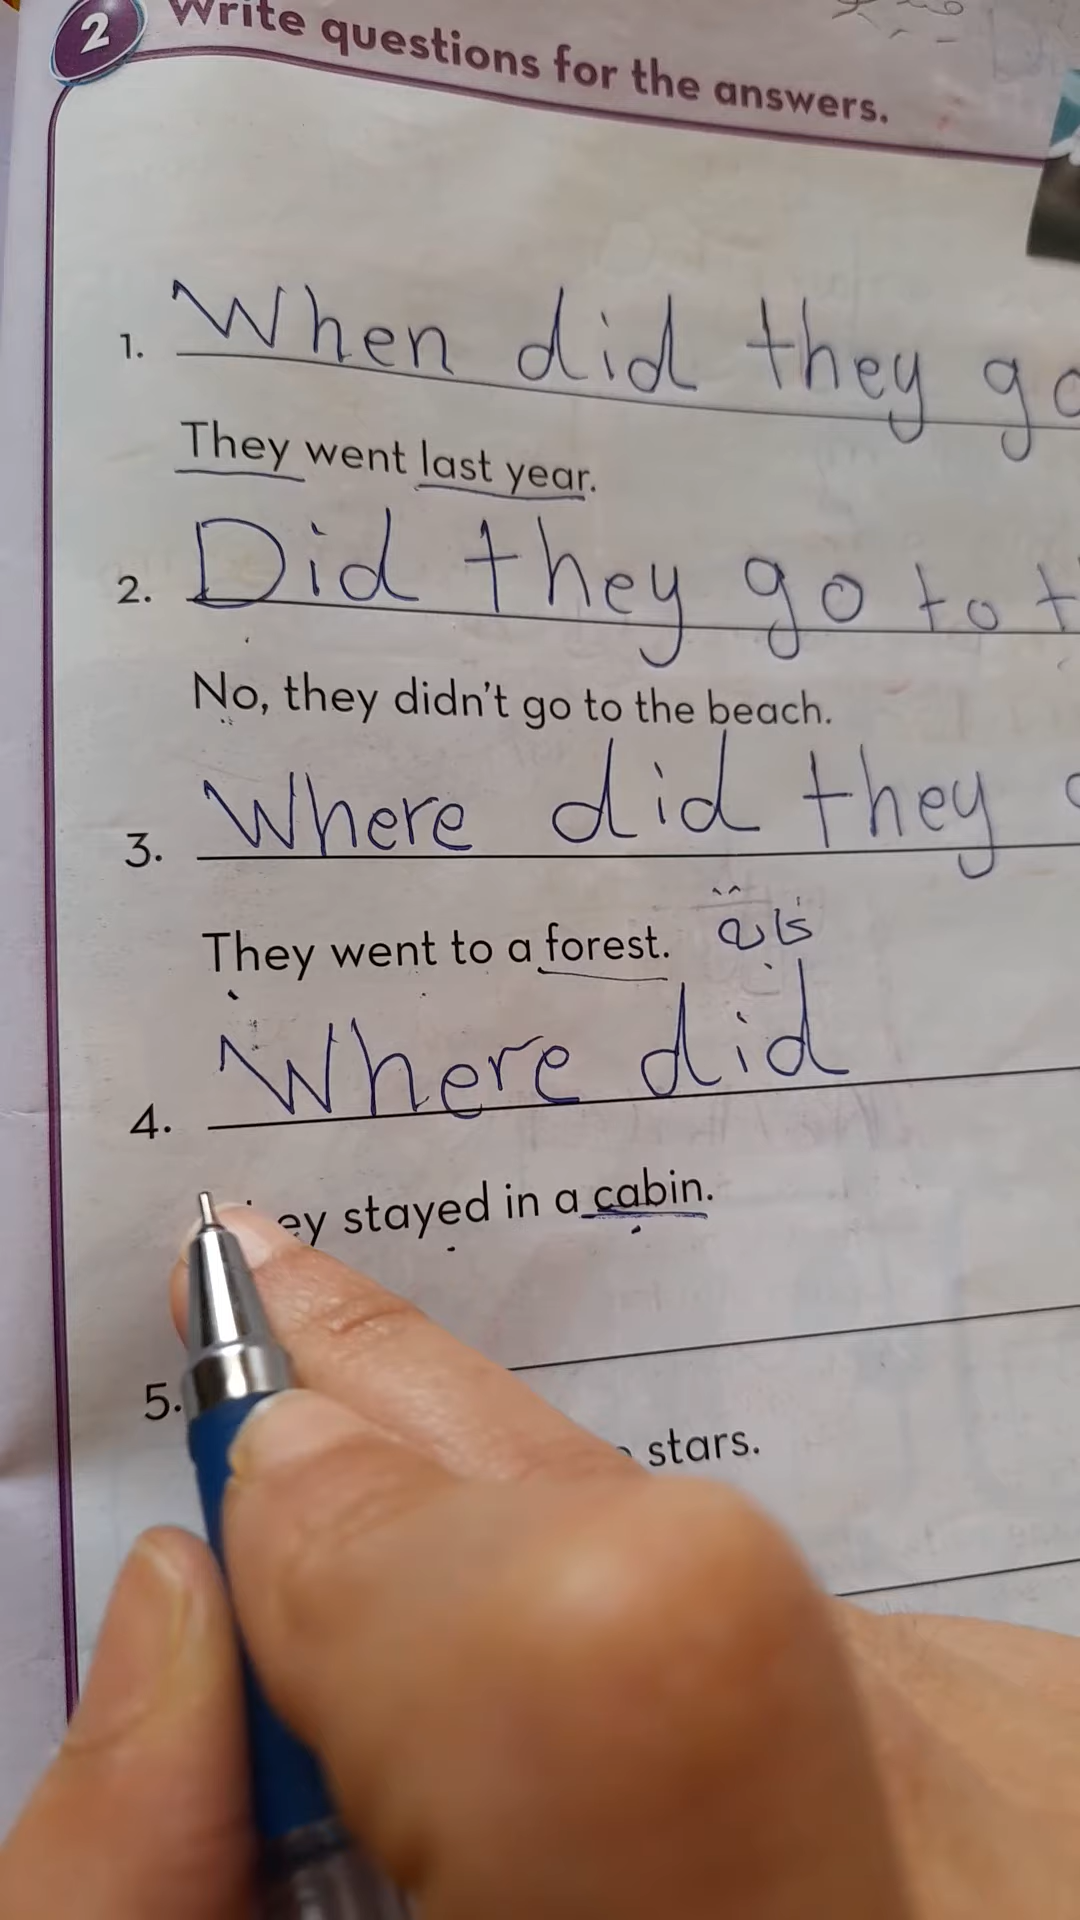 2 Write questions for the answers.
1. When did they go
They went last year.
2. Did they go to
No, they didn't go to the beach.
3. Where did they
They went to a forest. غابة
4. Where did
stayed in a cabin.
5.
stars.